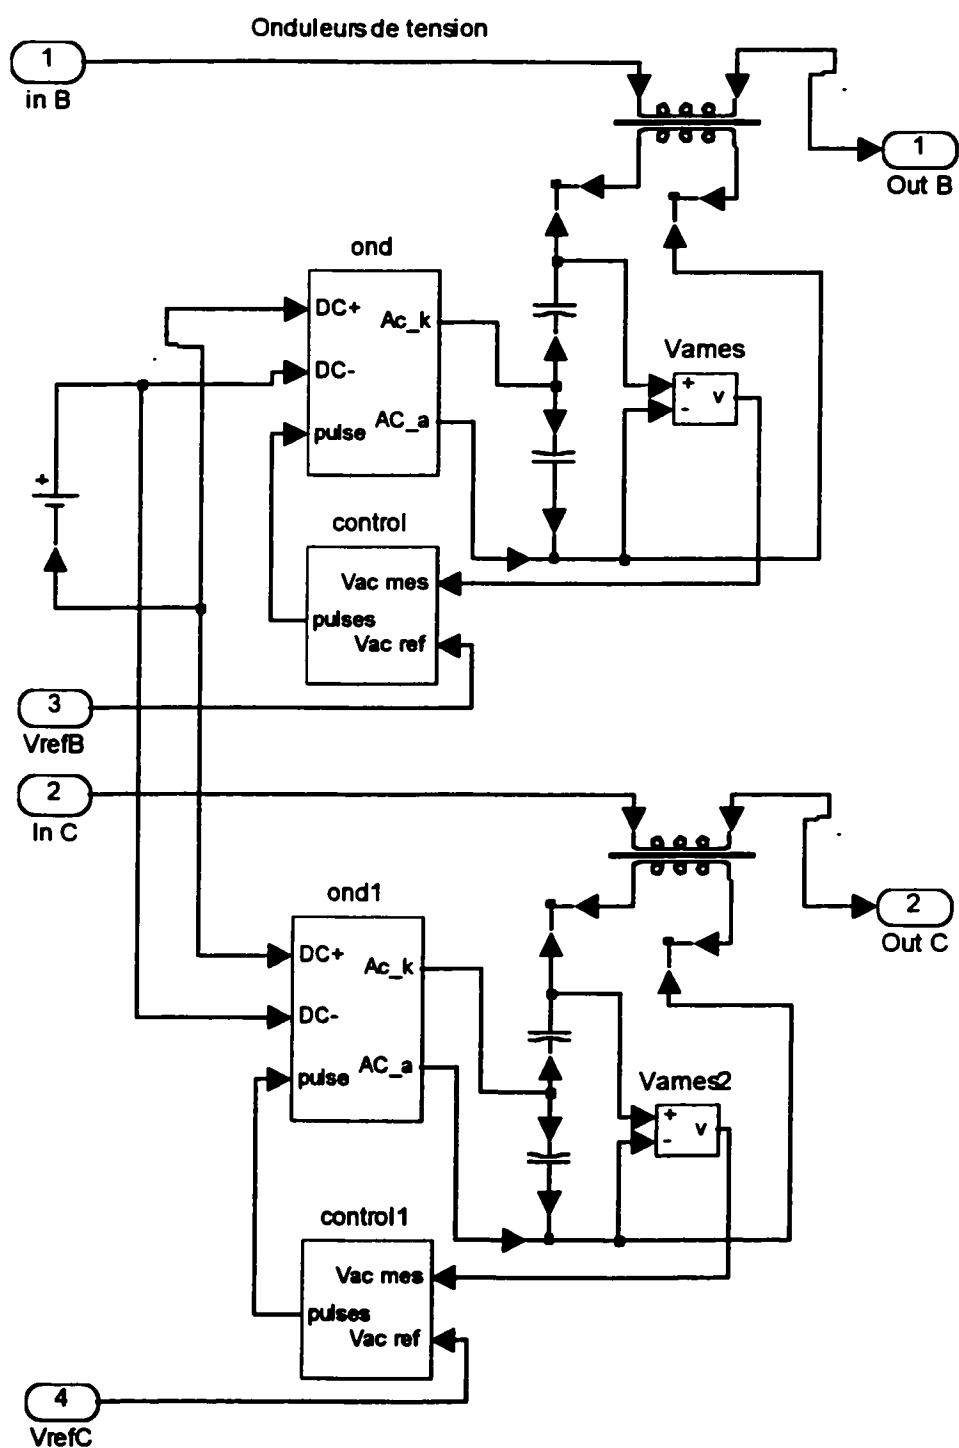 Onduleurs de tension
1
in B
1
Out B
ond
DC+
Ac_k
DC-
AC_a
pulse
Vames
+
v
-
+
control
Vac mes
pulses
Vac ref
3
VrefB
2
In C
2
Out C
ond1
DC+
Ac_k
DC-
AC_a
pulse
Vames2
+
v
-
control1
Vac mes
pulses
Vac ref
4
VrefC